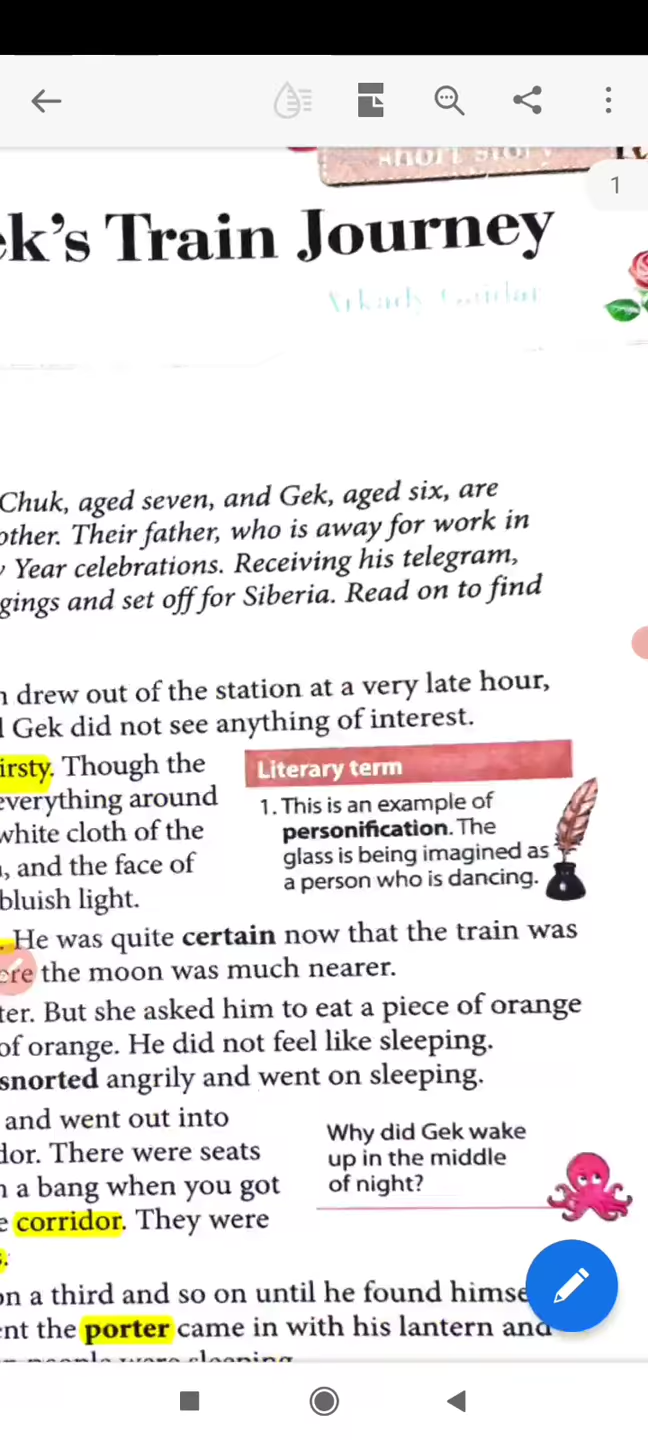 short story
1
ek's Train Journey
Arkady Gaidar
Chuk, aged seven, and Gek, aged six, are
other. Their father, who is away for work in
Year celebrations. Receiving his telegram,
gings and set off for Siberia. Read on to find
n drew out of the station at a very late hour,
Gek did not see anything of interest.
irsty. Though the
everything around
white cloth of the
, and the face of
bluish light.
Literary term
1. This is an example of
personification. The
glass is being imagined as
a person who is dancing.
. He was quite certain now that the train was
ere the moon was much nearer.
ter. But she asked him to eat a piece of orange
of orange. He did not feel like sleeping.
snorted angrily and went on sleeping.
and went out into
dor. There were seats
n a bang when you got
e corridor. They were
s.
Why did Gek wake
up in the middle
of night?
on a third and so on until he found himse
ent the porter came in with his lantern and
people were sleeping